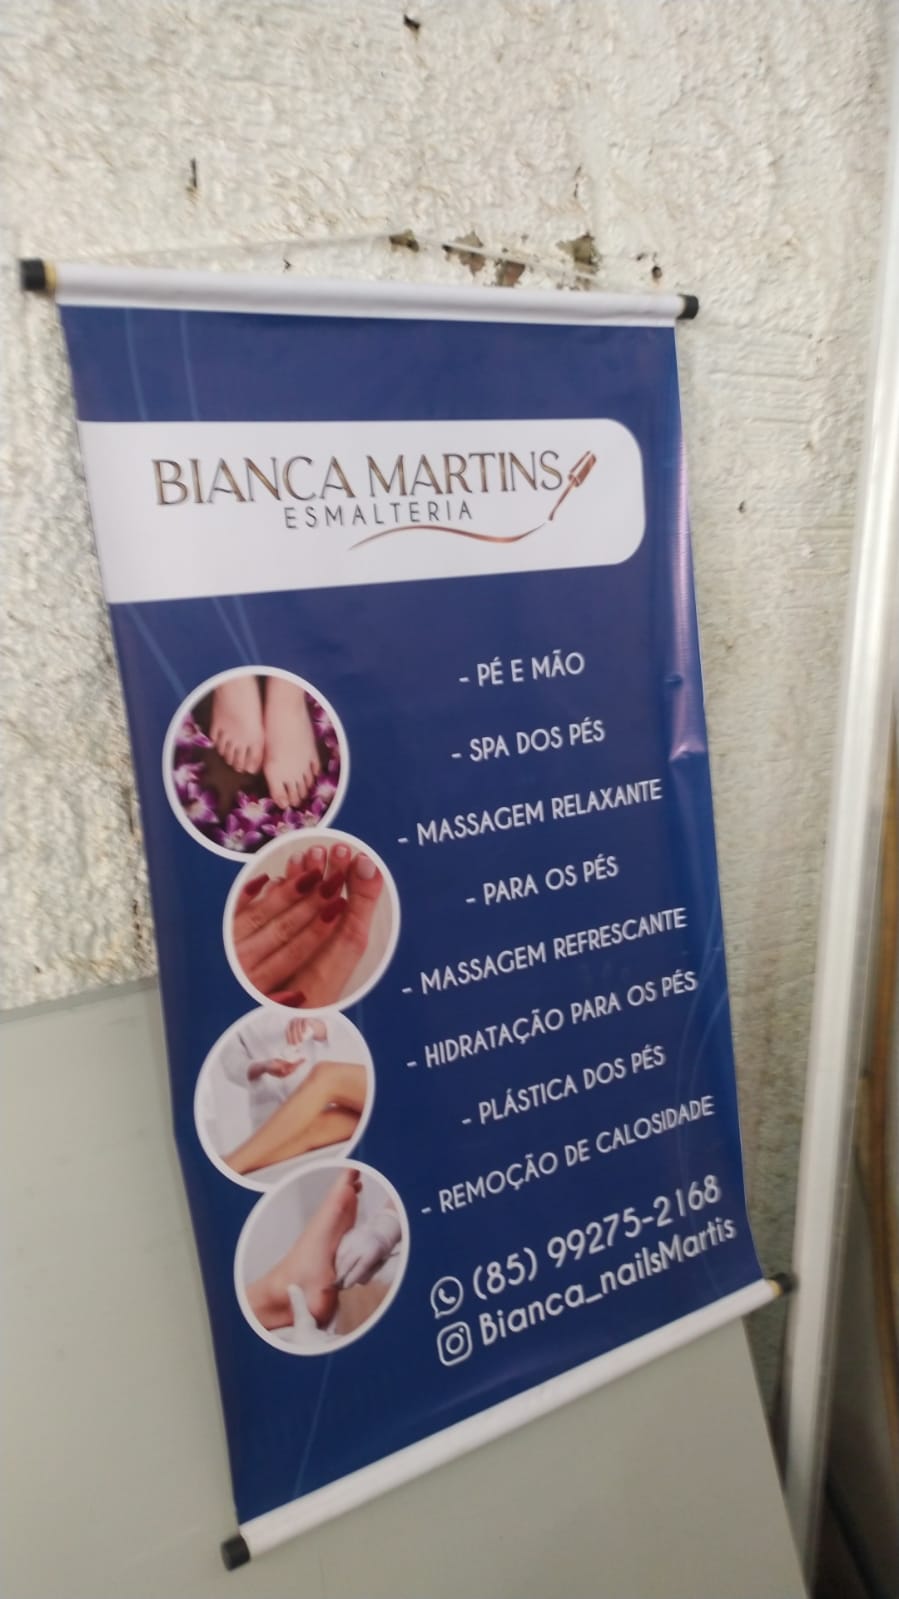 BIANCA MARTINS
ESMALTERIA
- PÉ E MÃO
- SPA DOS PÉS
- MASSAGEM RELAXANTE
- PARA OS PÉS
- MASSAGEM REFRESCANTE
- HIDRATAÇÃO PARA OS PÉS
- PLÁSTICA DOS PÉS
- REMOÇÃO DE CALOSIDADE
(85) 99275-2168
Bianca_nailsMartis